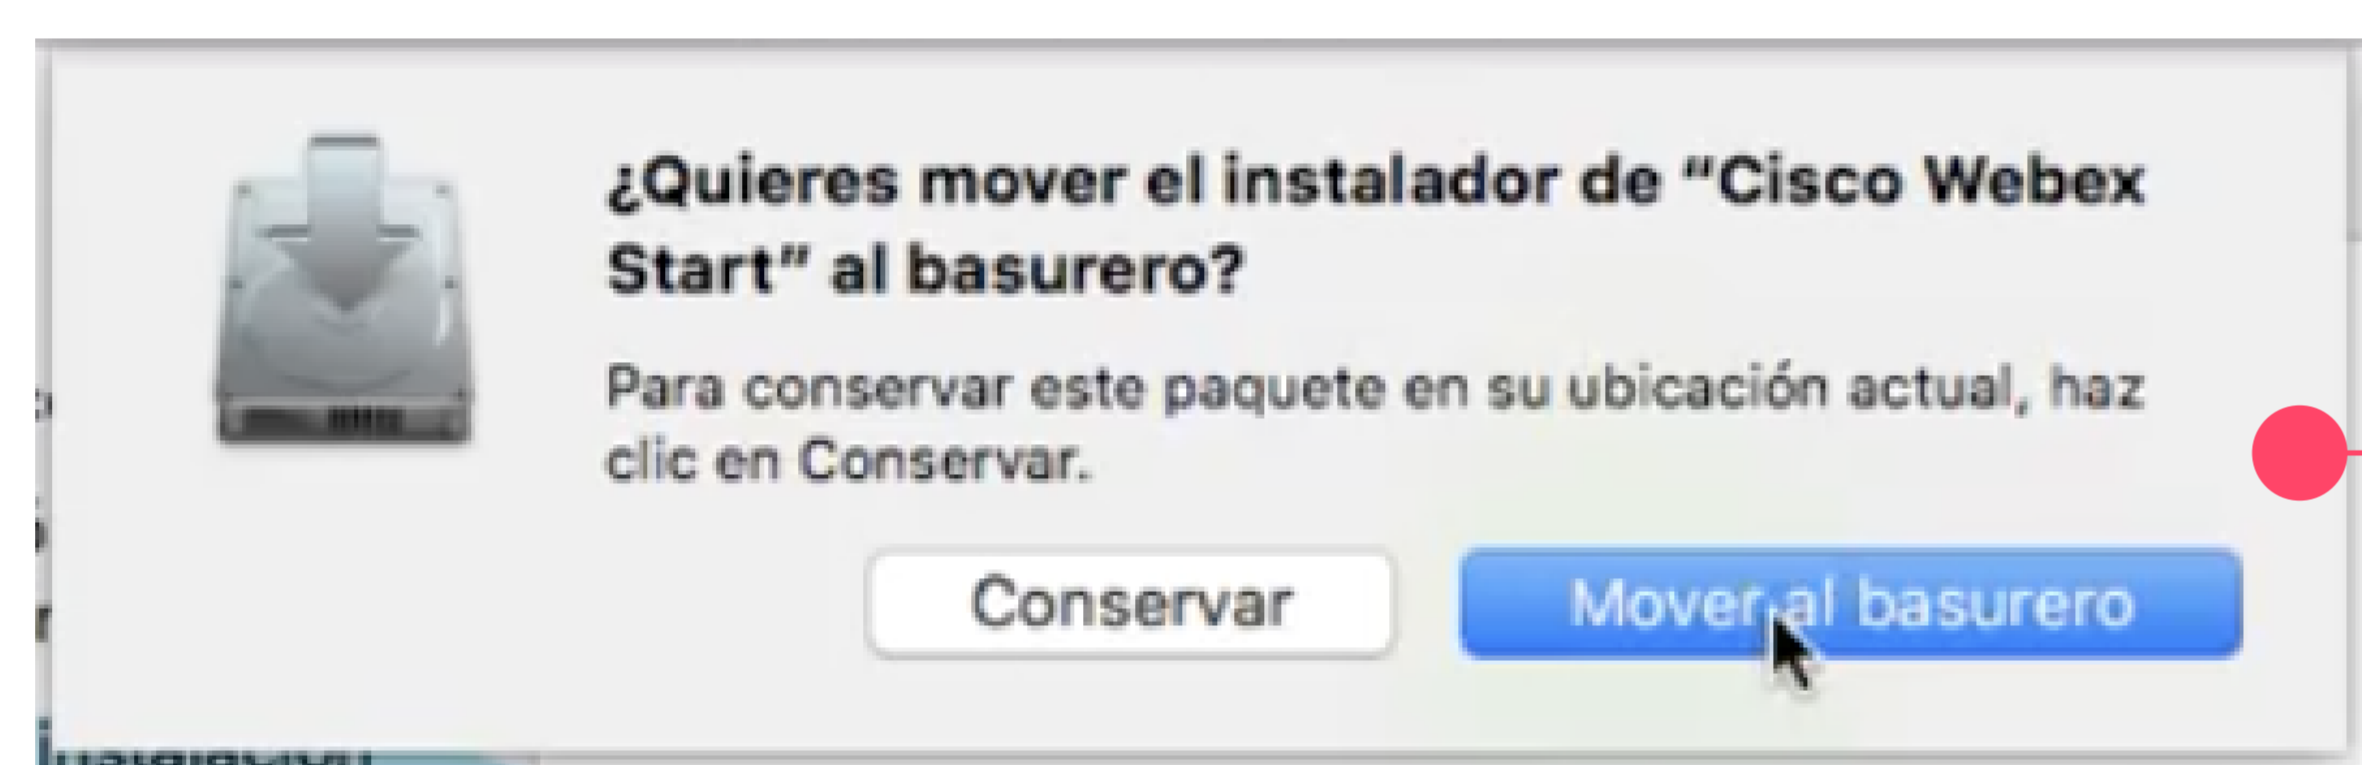 ¿Quieres mover el instalador de “Cisco Webex
Start” al basurero?
Para conservar este paquete en su ubicación actual, haz
clic en Conservar.
Conservar
Mover al basurero